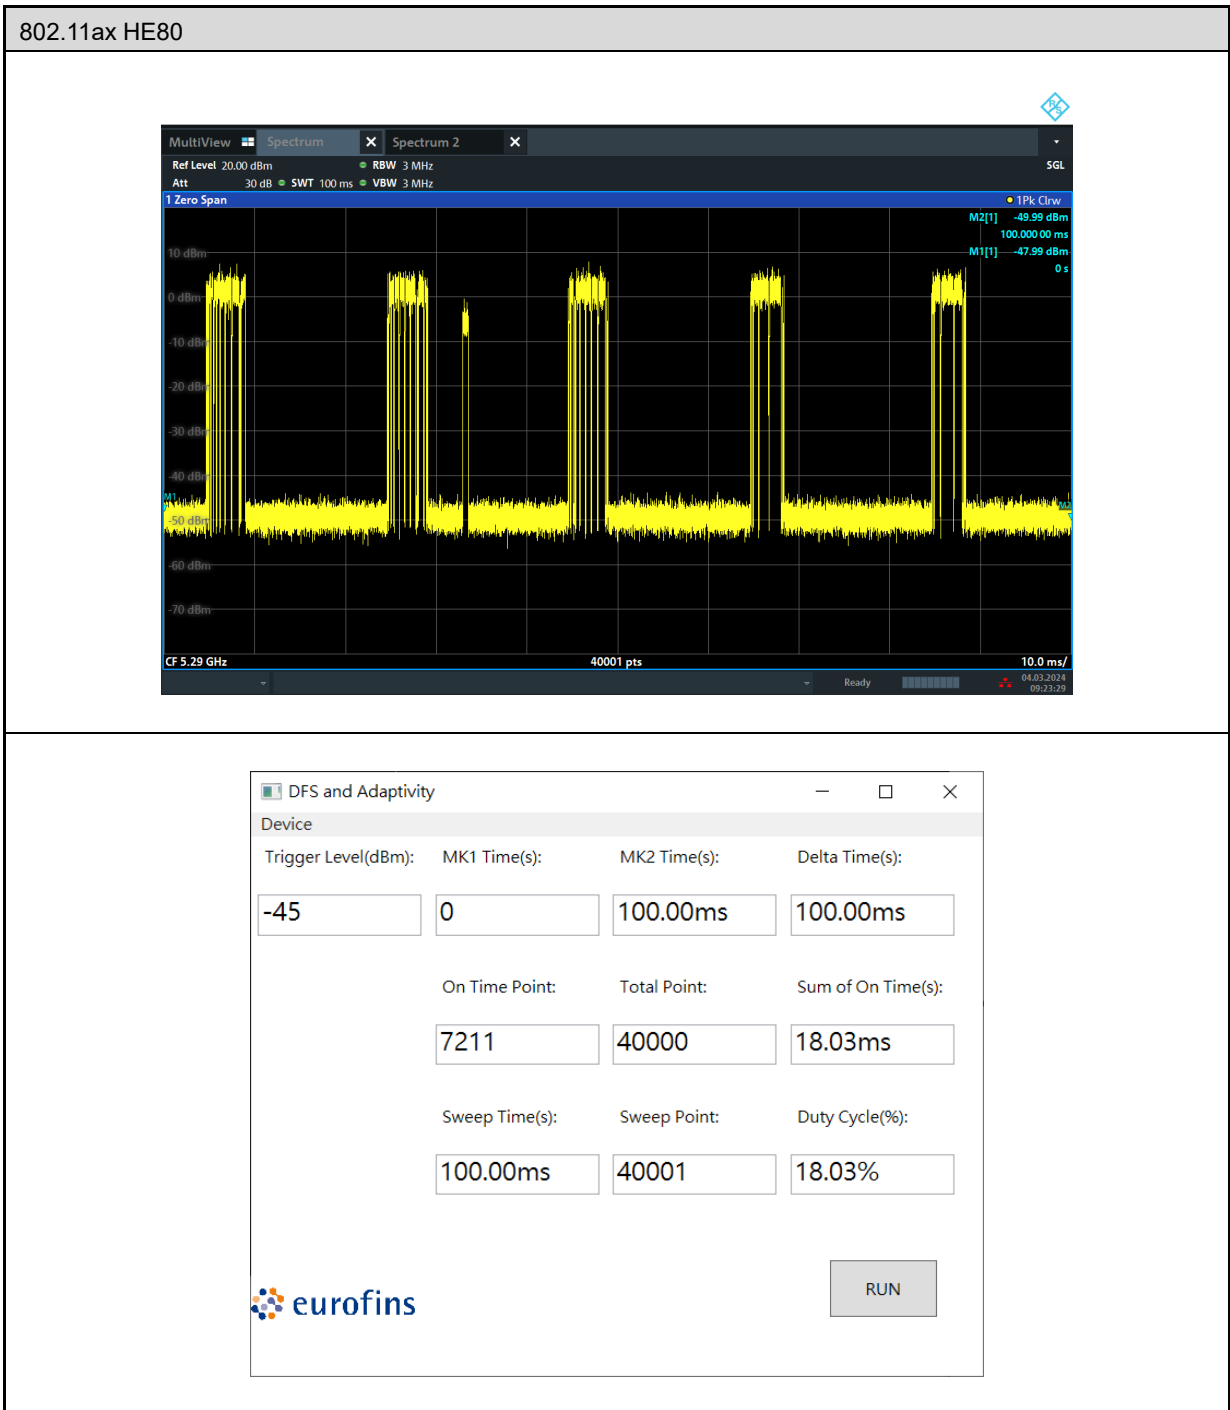 802.11ax HE80
R S
MultiView Spectrum X Spectrum 2 X
Ref Level 20.00 dBm RBW 3 MHz SGL
Att 30 dB SWT 100 ms VBW 3 MHz
1 Zero Span 1Pk Clrw
M2[1] -49.99 dBm
100.000 00 ms
10 dBm M1[1] -47.99 dBm
0 s
0 dBm
-10 dBm
-20 dBm
-30 dBm
-40 dBm
M1 M2
-50 dBm
-60 dBm
-70 dBm
CF 5.29 GHz 40001 pts 10.0 ms/
Ready 04.03.2024
09:23:29
DFS and Adaptivity
Device
Trigger Level(dBm): MK1 Time(s): MK2 Time(s): Delta Time(s):
-45 0 100.00ms 100.00ms
On Time Point: Total Point: Sum of On Time(s):
7211 40000 18.03ms
Sweep Time(s): Sweep Point: Duty Cycle(%):
100.00ms 40001 18.03%
RUN
eurofins